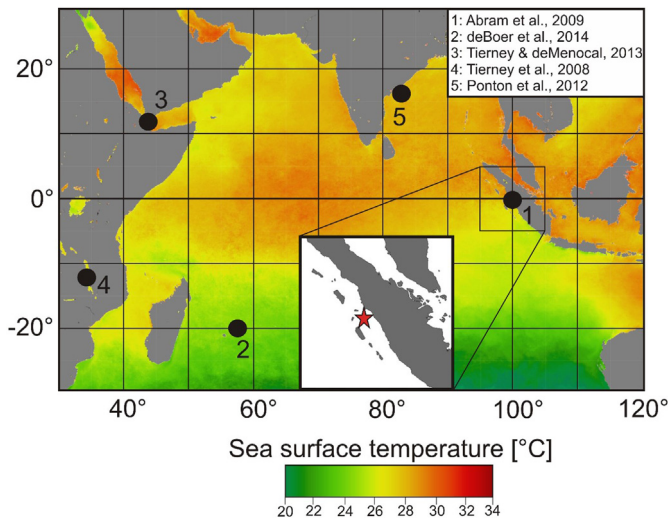 1: Abram et al., 2009
2: deBoer et al., 2014
3: Tierney & deMenocal, 2013
4: Tierney et al., 2008
5: Ponton et al., 2012
20°
3
5
0°
1
4
-20°
2
40° 60° 80° 100° 120°
Sea surface temperature [°C]
20 22 24 26 28 30 32 34